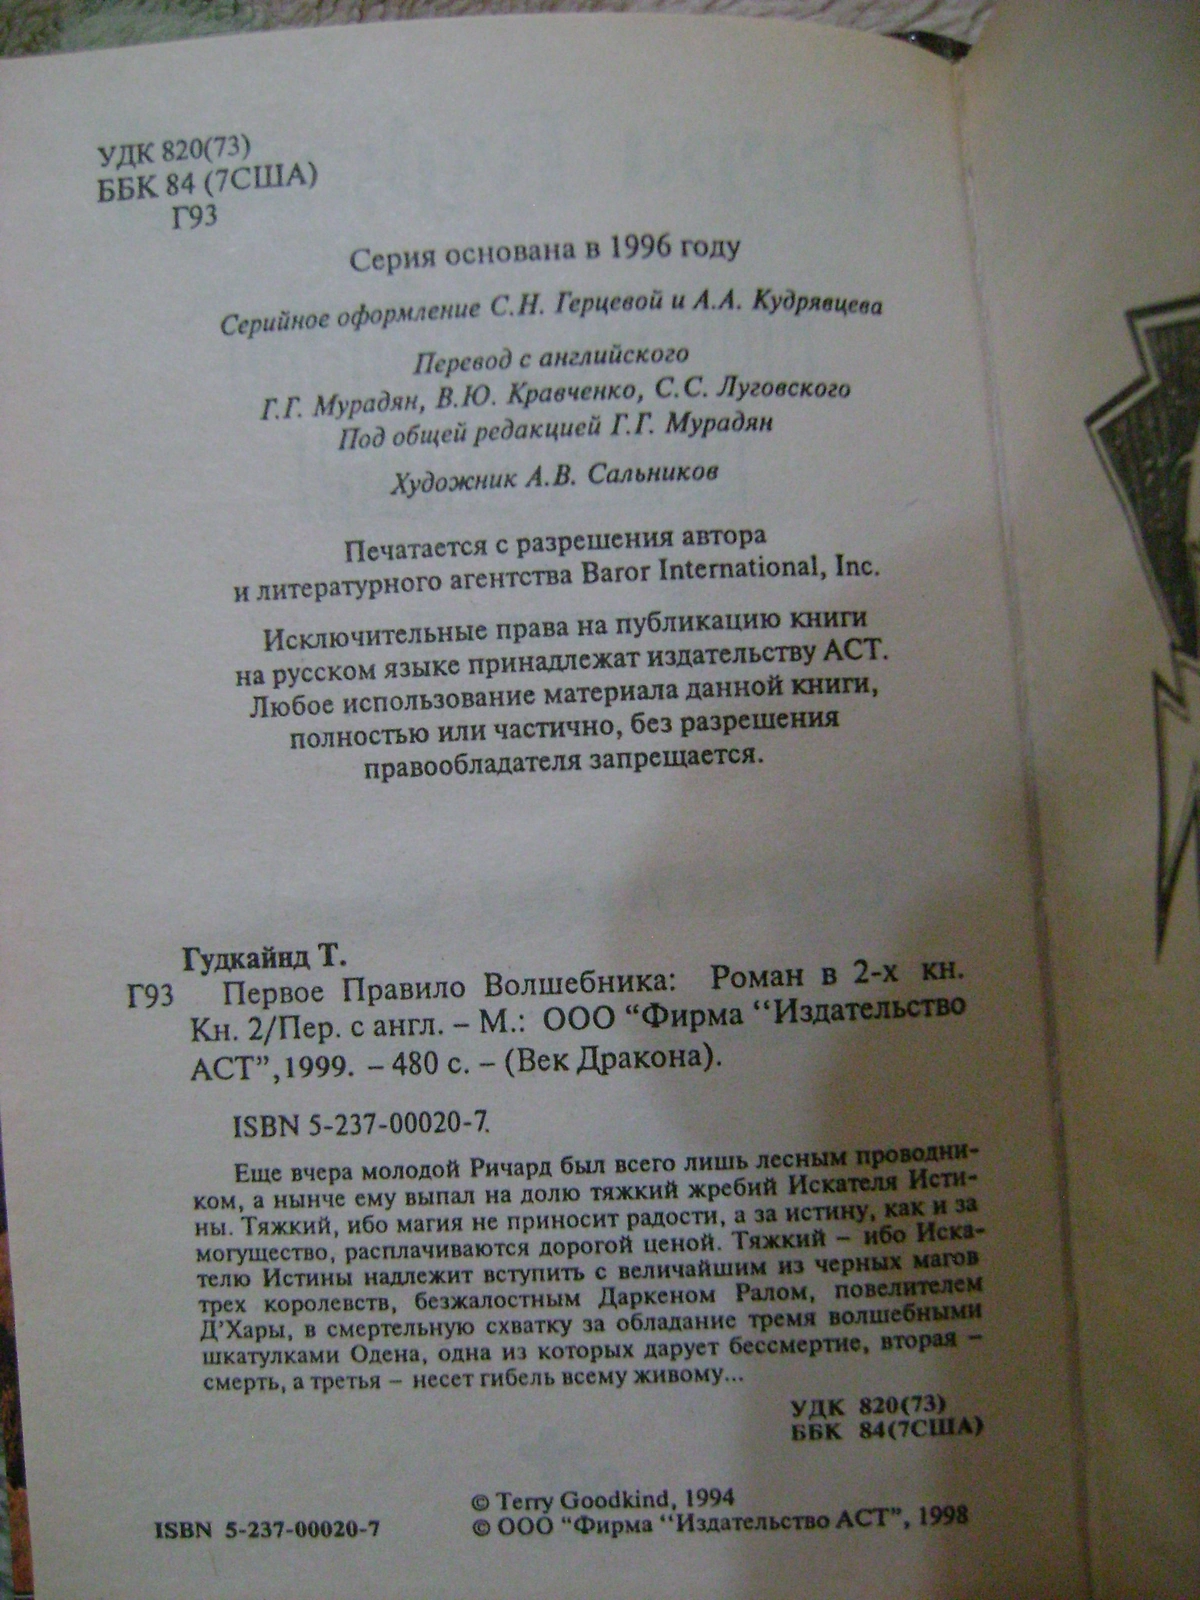 УДК 820(73)
ББК 84 (7США)
Г93
Серия основана в 1996 году
Серийное оформление С.Н. Герцевой и А.А. Кудрявцева
Перевод с английского
Г.Г. Мурадян, В.Ю. Кравченко, С.С. Луговского
Под общей редакцией Г.Г. Мурадян
Художник А.В. Сальников
Печатается с разрешения автора
и литературного агентства Baror International, Inc.
Исключительные права на публикацию книги
на русском языке принадлежат издательству АСТ.
Любое использование материала данной книги,
полностью или частично, без разрешения
правообладателя запрещается.
Гудкайнд Т.
Г93 Первое Правило Волшебника: Роман в 2-х кн.
Кн. 2/Пер. с англ. – М.: ООО “Фирма “Издательство
АСТ”,1999. – 480 с. – (Век Дракона).
ISBN 5-237-00020-7.
Еще вчера молодой Ричард был всего лишь лесным проводни-
ком, а нынче ему выпал на долю тяжкий жребий Искателя Исти-
ны. Тяжкий, ибо магия не приносит радости, а за истину, как и за
могущество, расплачиваются дорогой ценой. Тяжкий – ибо Иска-
телю Истины надлежит вступить с величайшим из черных магов
трех королевств, безжалостным Даркеном Ралом, повелителем
Д’Хары, в смертельную схватку за обладание тремя волшебными
шкатулками Одена, одна из которых дарует бессмертие, вторая –
смерть, а третья – несет гибель всему живому...
УДК 820(73)
ББК 84(7США)
© Terry Goodkind, 1994
ISBN 5-237-00020-7 © ООО “Фирма “Издательство АСТ”, 1998